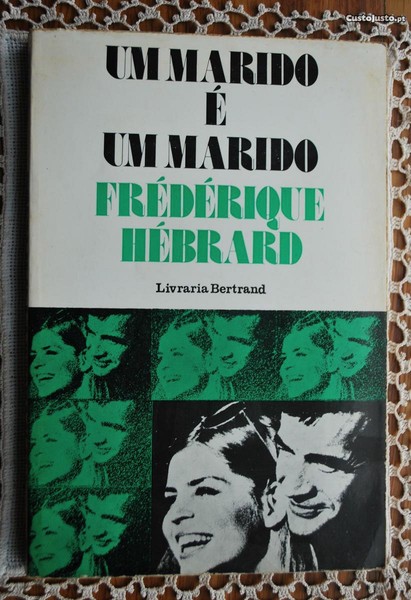 CustoJusto.pt
UM MARIDO
É
UM MARIDO
FRÉDÉRIQUE
HÉBRARD
Livraria Bertrand